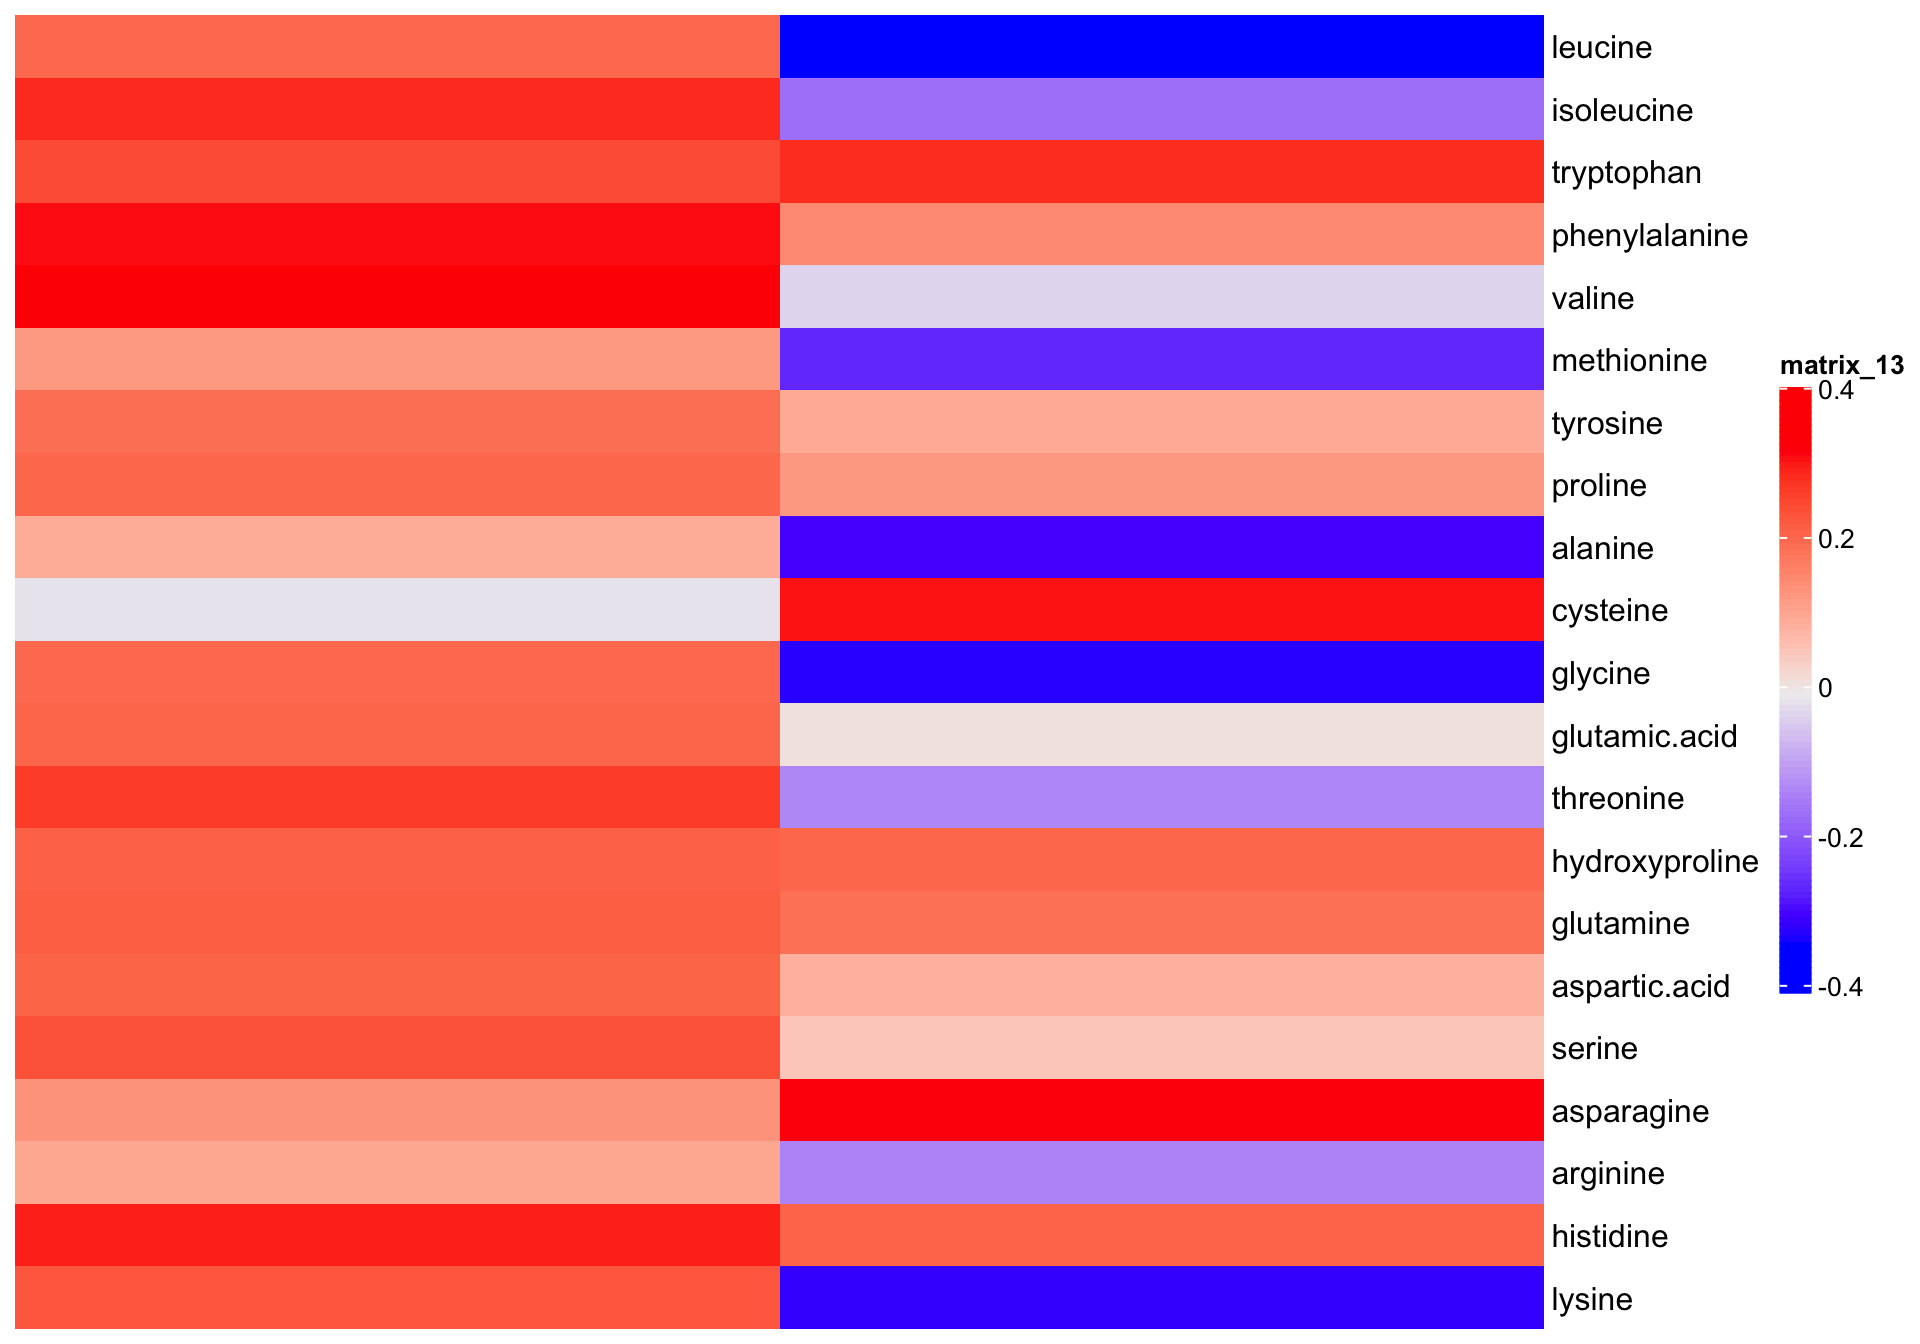 leucine
isoleucine
tryptophan
phenylalanine
valine
methionine
tyrosine
proline
alanine
cysteine
glycine
glutamic.acid
threonine
hydroxyproline
glutamine
aspartic.acid
serine
asparagine
arginine
histidine
lysine
matrix_13
0.4
0.2
0
-0.2
-0.4